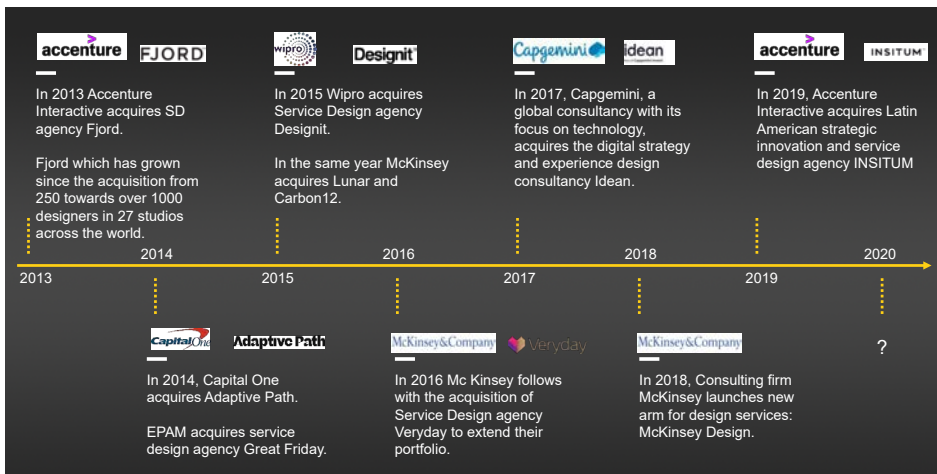 accenture
FJORD
In 2013 Accenture
Interactive acquires SD
agency Fjord.
Fjord which has grown
since the acquisition from
250 towards over 1000
designers in 27 studios
across the world.
wipro
Designit
In 2015 Wipro acquires
Service Design agency
Designit.
In the same year McKinsey
acquires Lunar and
Carbon12.
Capgemini
idean
In 2017, Capgemini, a
global consultancy with its
focus on technology,
acquires the digital strategy
and experience design
consultancy Idean.
accenture
INSITUM
In 2019, Accenture
Interactive acquires Latin
American strategic
innovation and service
design agency INSITUM
2014
2016
2018
2020
2013
2015
2017
2019
CapitalOne
Adaptive Path
In 2014, Capital One
acquires Adaptive Path.
EPAM acquires service
design agency Great Friday.
McKinsey&Company
Veryday
In 2016 Mc Kinsey follows
with the acquisition of
Service Design agency
Veryday to extend their
portfolio.
McKinsey&Company
In 2018, Consulting firm
McKinsey launches new
arm for design services:
McKinsey Design.
?